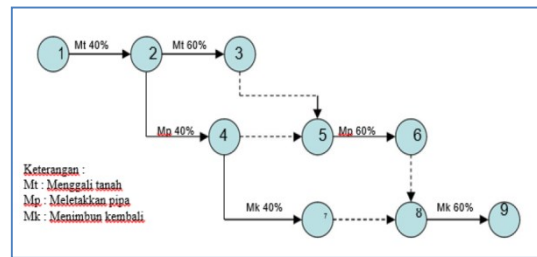 1 Mt 40% 2 Mt 60% 3
Mp 40% 4 5 Mp 60% 6
Keterangan :
Mt : Menggali tanah
Mp : Meletakkan pipa
Mk : Menimbun kembali
Mk 40% 7 8 Mk 60% 9